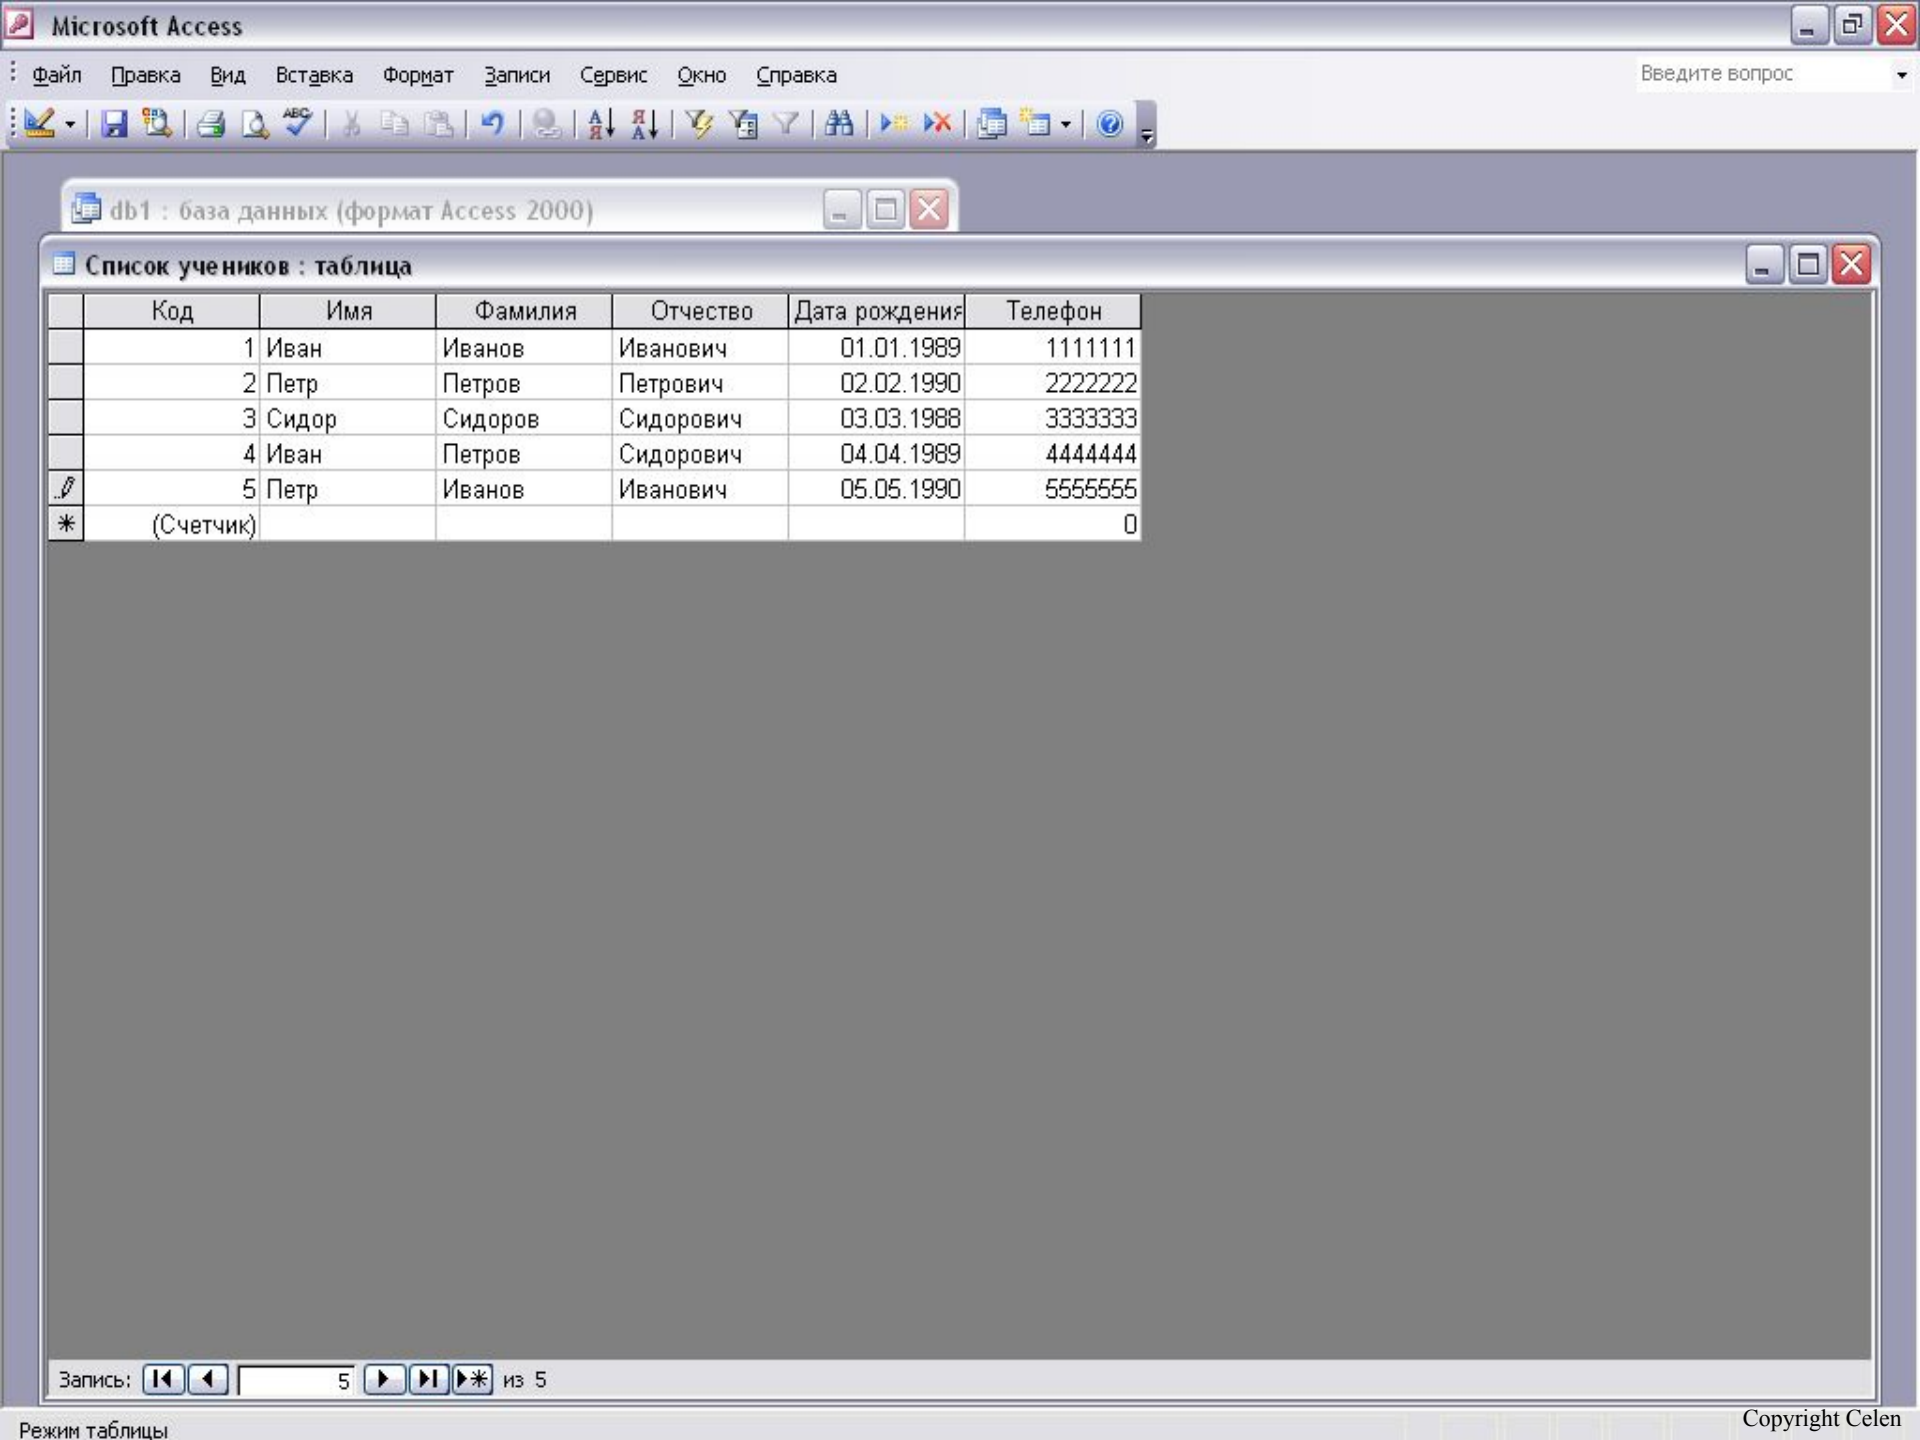 Microsoft Access
Файл Правка Вид Вставка Формат Записи Сервис Окно Справка Введите вопрос
db1 : база данных (формат Access 2000)
Список учеников : таблица
Код Имя Фамилия Отчество Дата рождения Телефон
1 Иван Иванов Иванович 01.01.1989 1111111
2 Петр Петров Петрович 02.02.1990 2222222
3 Сидор Сидоров Сидорович 03.03.1988 3333333
4 Иван Петров Сидорович 04.04.1989 4444444
5 Петр Иванов Иванович 05.05.1990 5555555
(Счетчик) 0
Запись: 5 из 5
Режим таблицы
Copyright Celen